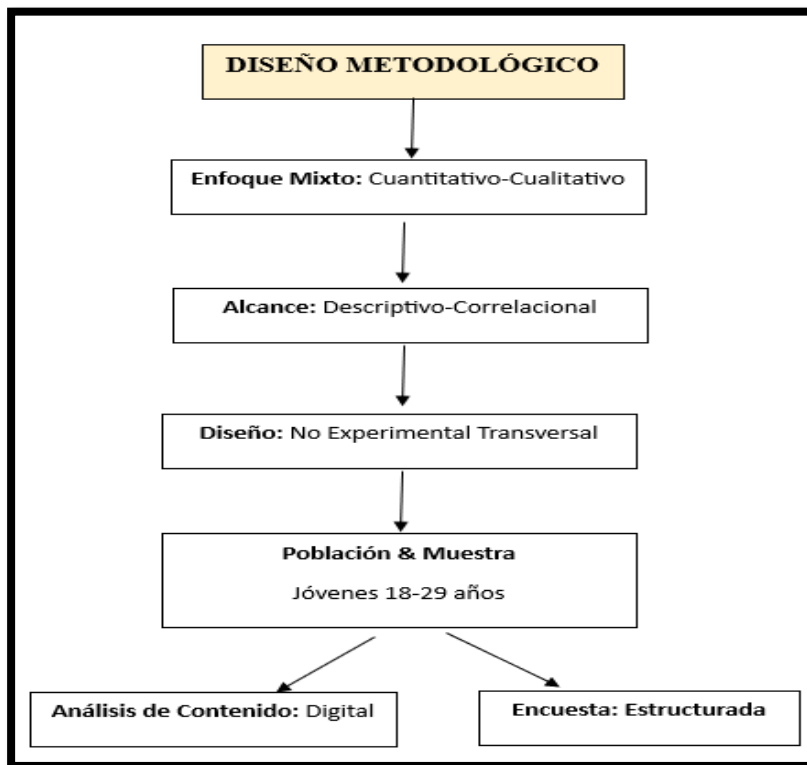 DISEÑO METODOLÓGICO
Enfoque Mixto: Cuantitativo-Cualitativo
Alcance: Descriptivo-Correlacional
Diseño: No Experimental Transversal
Población & Muestra
Jóvenes 18-29 años
Análisis de Contenido: Digital
Encuesta: Estructurada